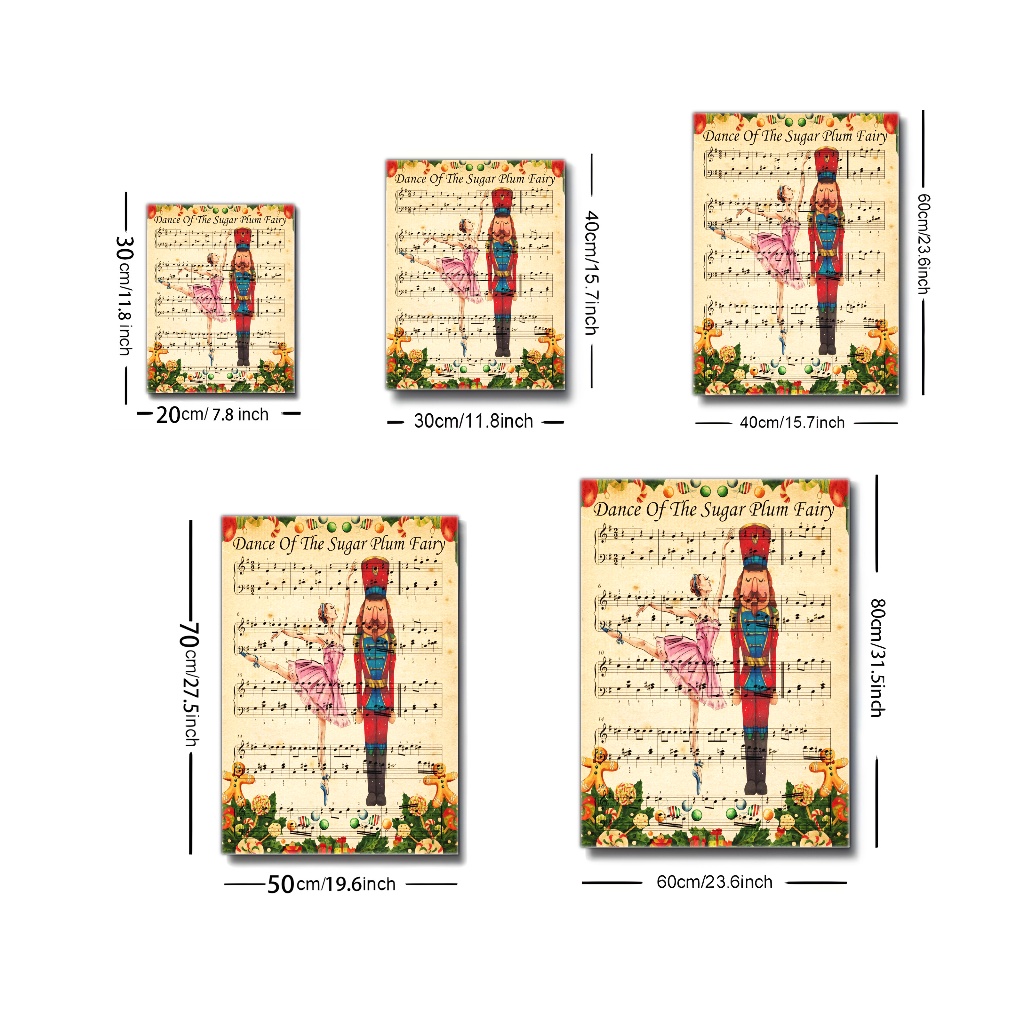 Dance Of The Sugar Plum Fairy
30cm/11.8 inch
20cm/7.8 inch
Dance Of The Sugar Plum Fairy
40cm/15.7inch
30cm/11.8inch
Dance Of The Sugar Plum Fairy
60cm/23.6inch
40cm/15.7inch
Dance Of The Sugar Plum Fairy
70cm/27.5inch
50cm/19.6inch
Dance Of The Sugar Plum Fairy
80cm/31.5inch
60cm/23.6inch